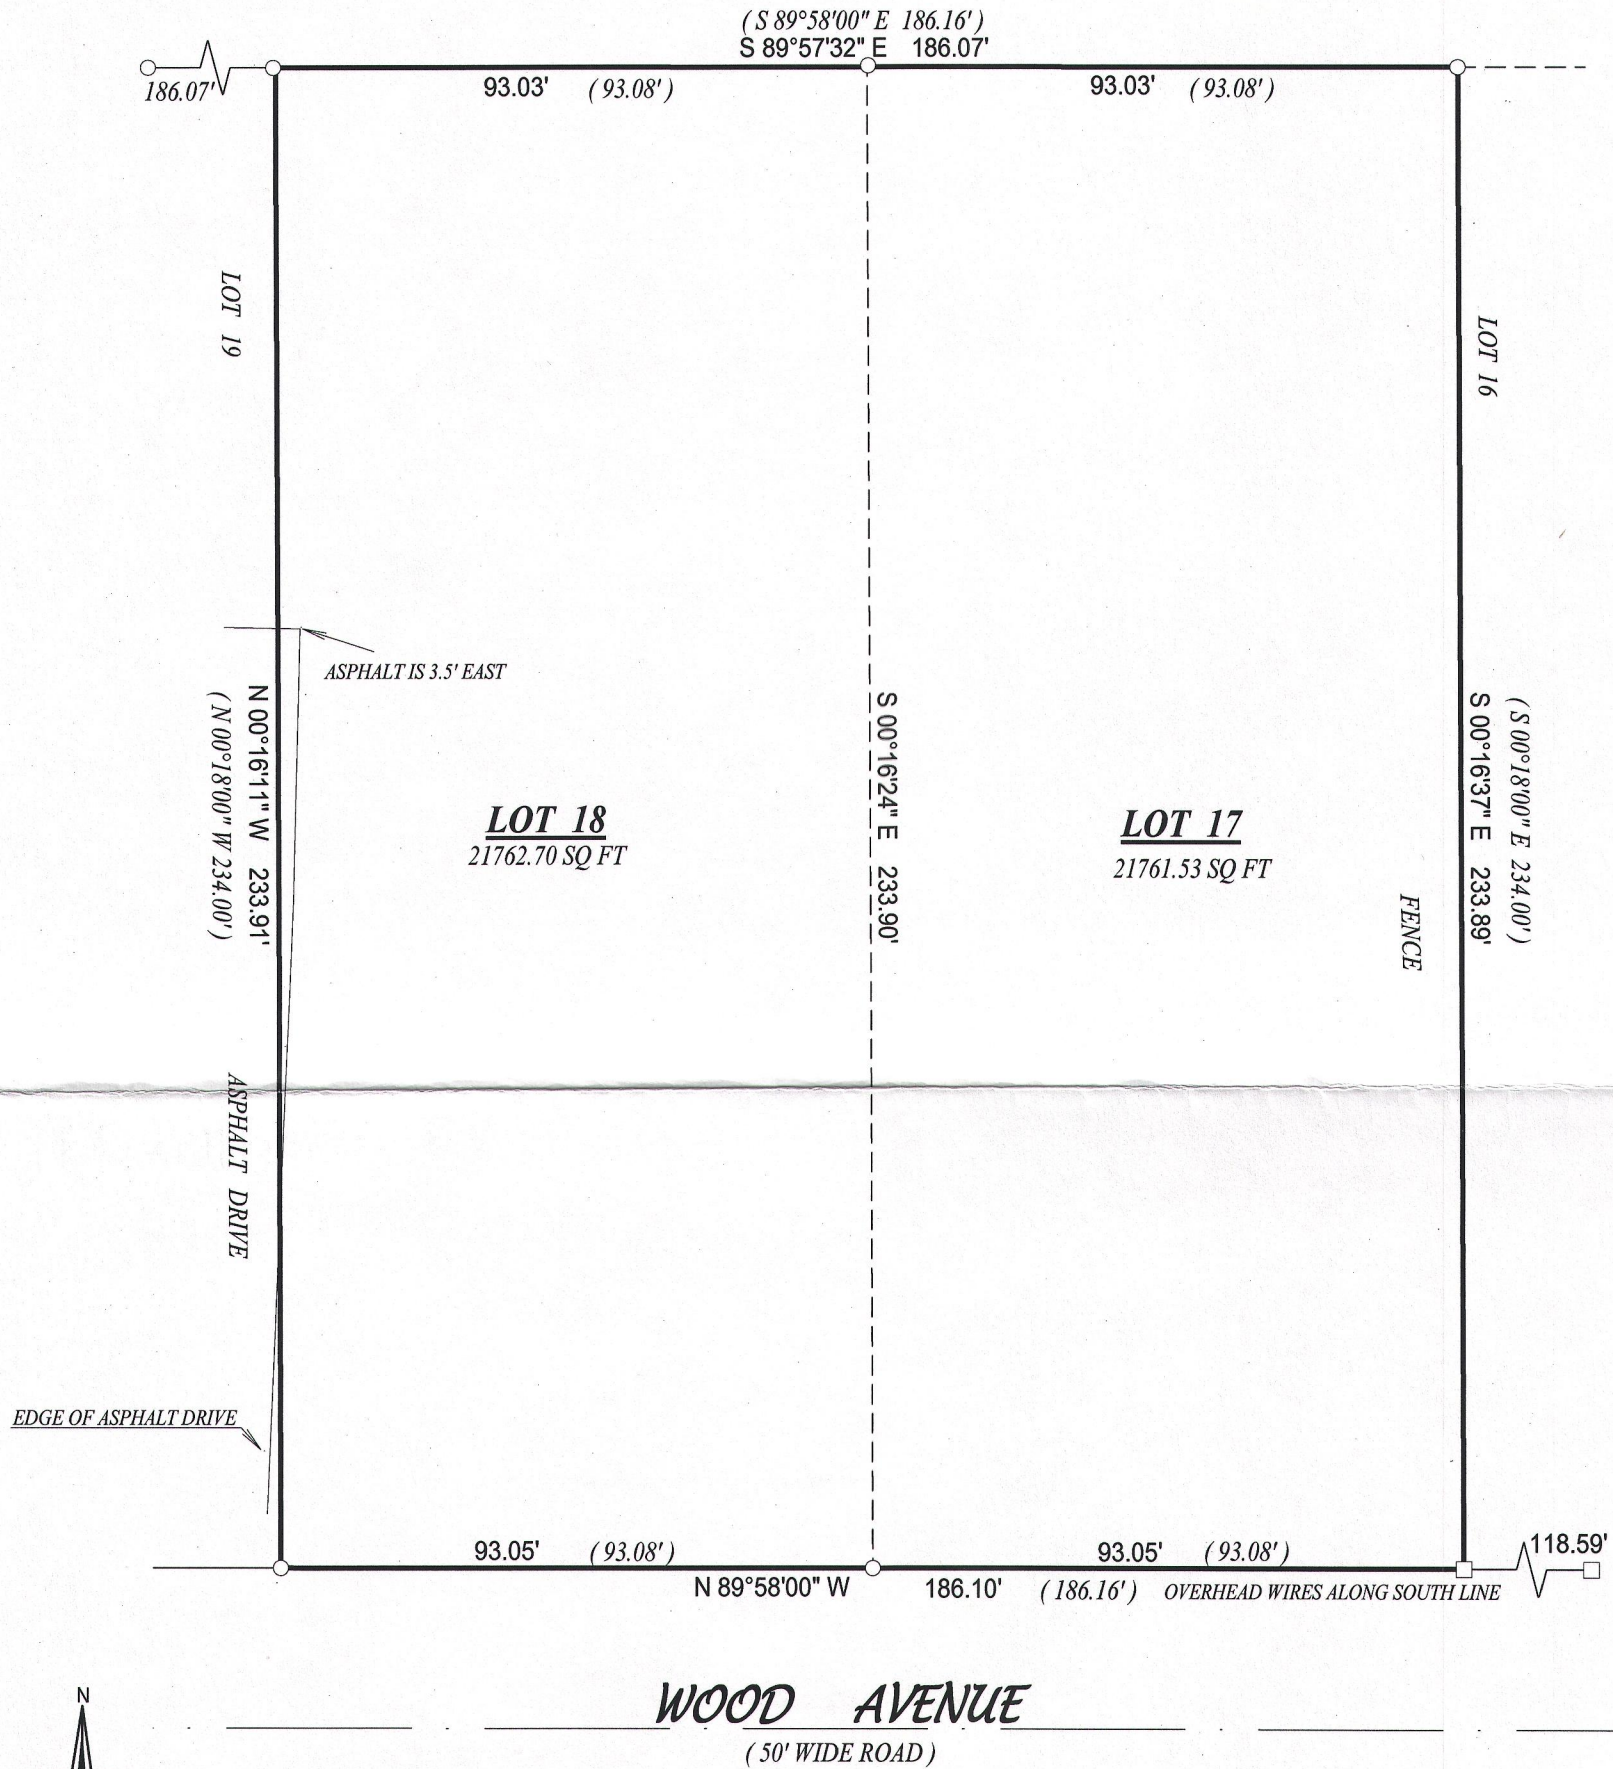 ( S 89°58'00" E 186.16' )
S 89°57'32" E 186.07'
186.07'
93.03' ( 93.08' )
93.03' ( 93.08' )
LOT 19
LOT 16
ASPHALT IS 3.5' EAST
N 00°16'11" W 233.91'
( N 00°18'00" W 234.00' )
S 00°16'24" E 233.90'
S 00°16'37" E 233.89'
( S 00°18'00" E 234.00' )
LOT 18
21762.70 SQ FT
LOT 17
21761.53 SQ FT
FENCE
ASPHALT DRIVE
EDGE OF ASPHALT DRIVE
93.05' ( 93.08' )
93.05' ( 93.08' )
118.59'
N 89°58'00" W 186.10' ( 186.16' ) OVERHEAD WIRES ALONG SOUTH LINE
N
WOOD AVENUE
( 50' WIDE ROAD )